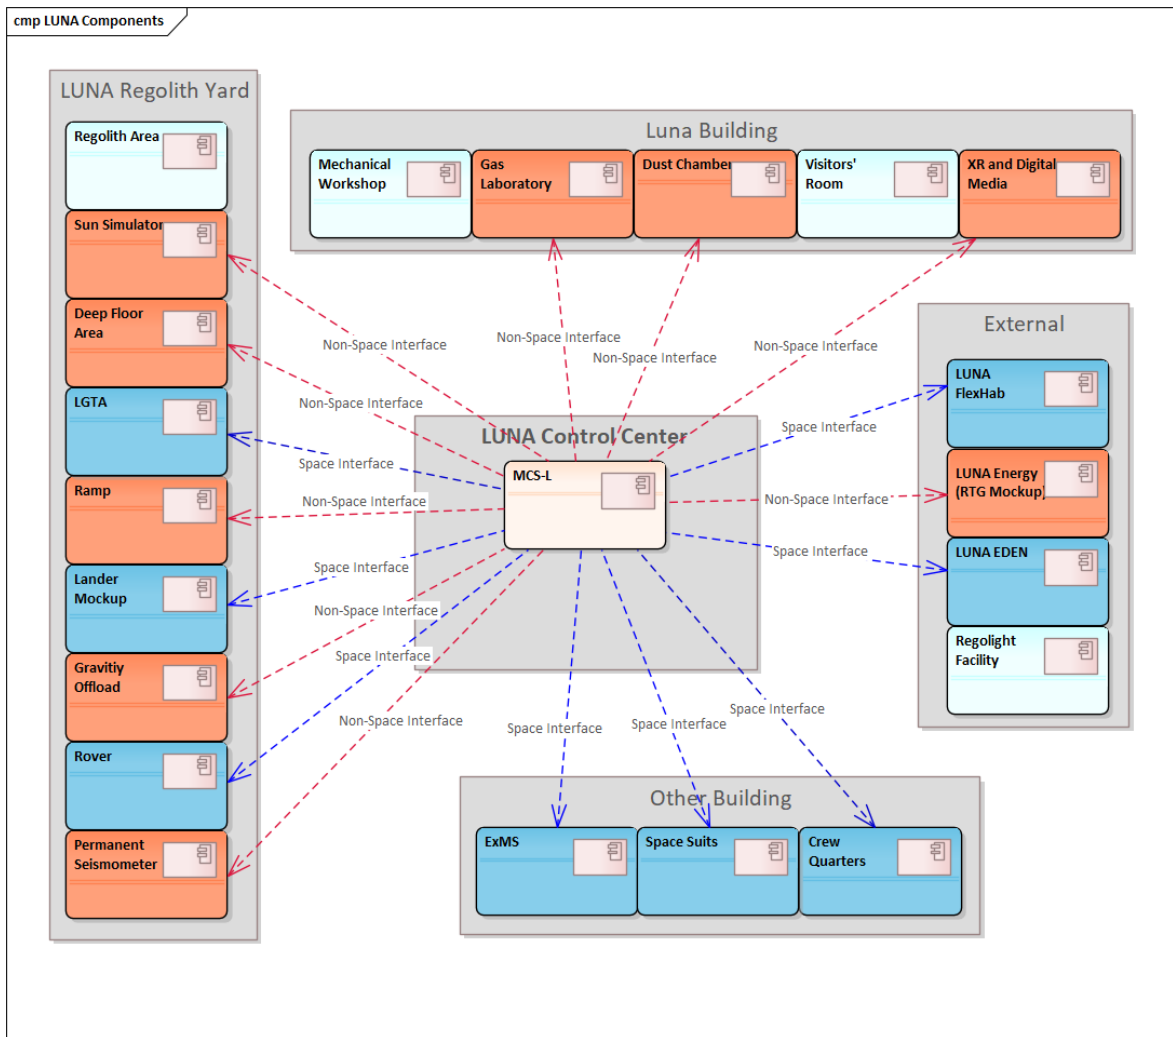 cmp LUNA Components
LUNA Regolith Yard
Regolith Area
Sun Simulator
Deep Floor
Area
LGTA
Ramp
Lander
Mockup
Gravitiy
Offload
Rover
Permanent
Seismometer
Luna Building
Mechanical
Workshop
Gas
Laboratory
Dust Chamber
Visitors'
Room
XR and Digital
Media
Non-Space Interface
Non-Space Interface
Non-Space Interface
Non-Space Interface
Non-Space Interface
Space Interface
Non-Space Interface
Space Interface
Non-Space Interface
Space Interface
Non-Space Interface
LUNA Control Center
MCS-L
Space Interface
Non-Space Interface
Space Interface
External
LUNA
FlexHab
LUNA Energy
(RTG Mockup)
LUNA EDEN
Regolight
Facility
Space Interface
Space Interface
Space Interface
Other Building
ExMS
Space Suits
Crew
Quarters